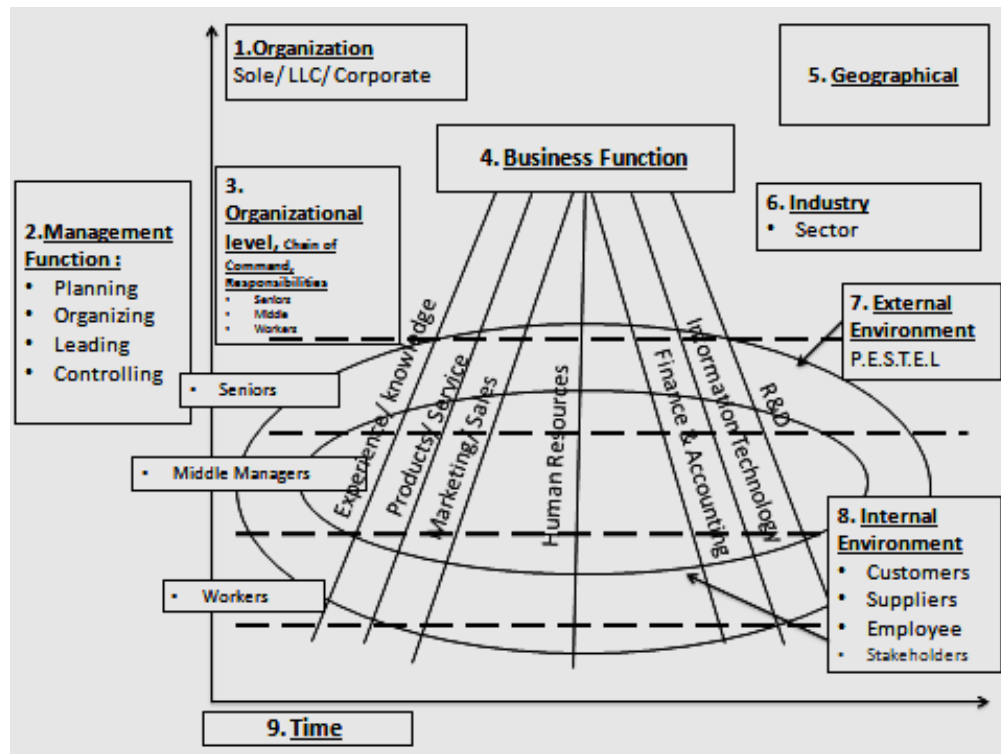 1.Organization
Sole/ LLC/ Corporate
5. Geographical
4. Business Function
2.Management
Function :
• Planning
• Organizing
• Leading
• Controlling
3.
Organizational
level, Chain of
Command,
Responsibilities
• Seniors
• Middle
• Workers
6. Industry
• Sector
7. External
Environment
P.E.S.T.E.L
• Seniors
• Middle Managers
• Workers
Experience/ knowledge
Products/ Service
Marketing/ Sales
Human Resources
Finance & Accounting
Information Technology
R&D
8. Internal
Environment
• Customers
• Suppliers
• Employee
• Stakeholders
9. Time